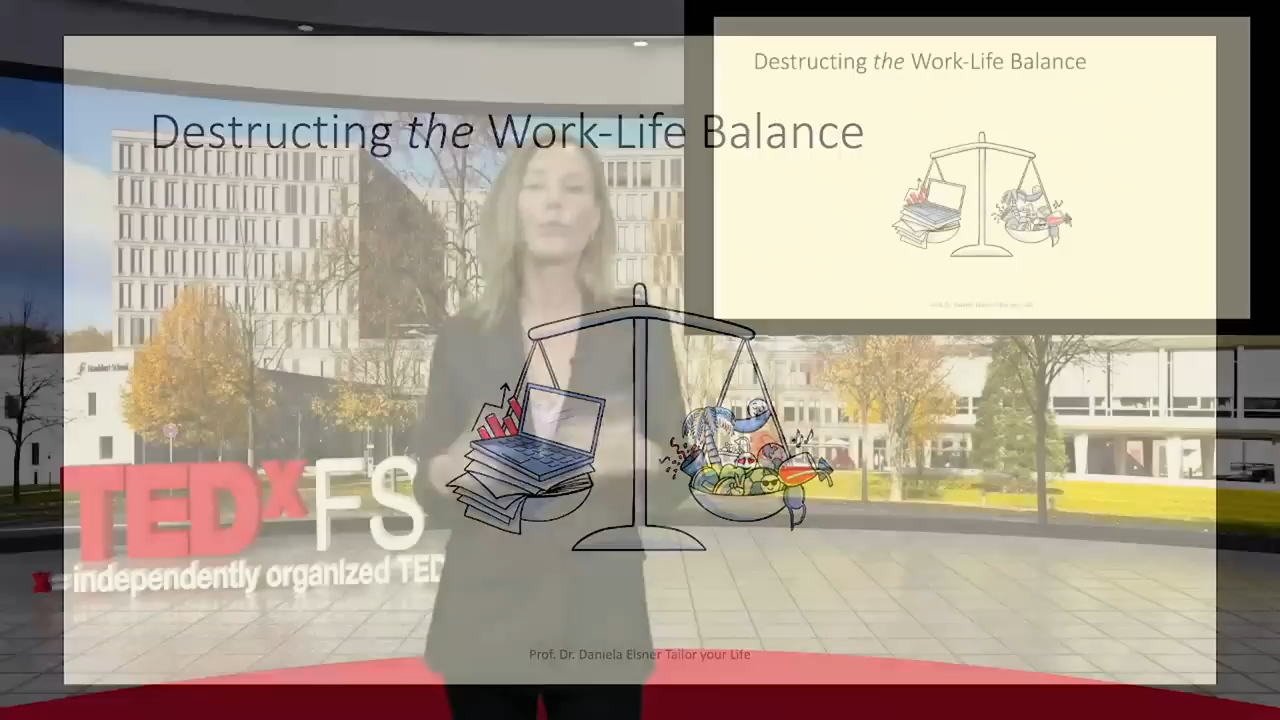 Destructing the Work-Life Balance
Destructing the Work-Life Balance
TEDx FS
x=independently organized TED
Prof. Dr. Daniela Elsner Tailor your Life